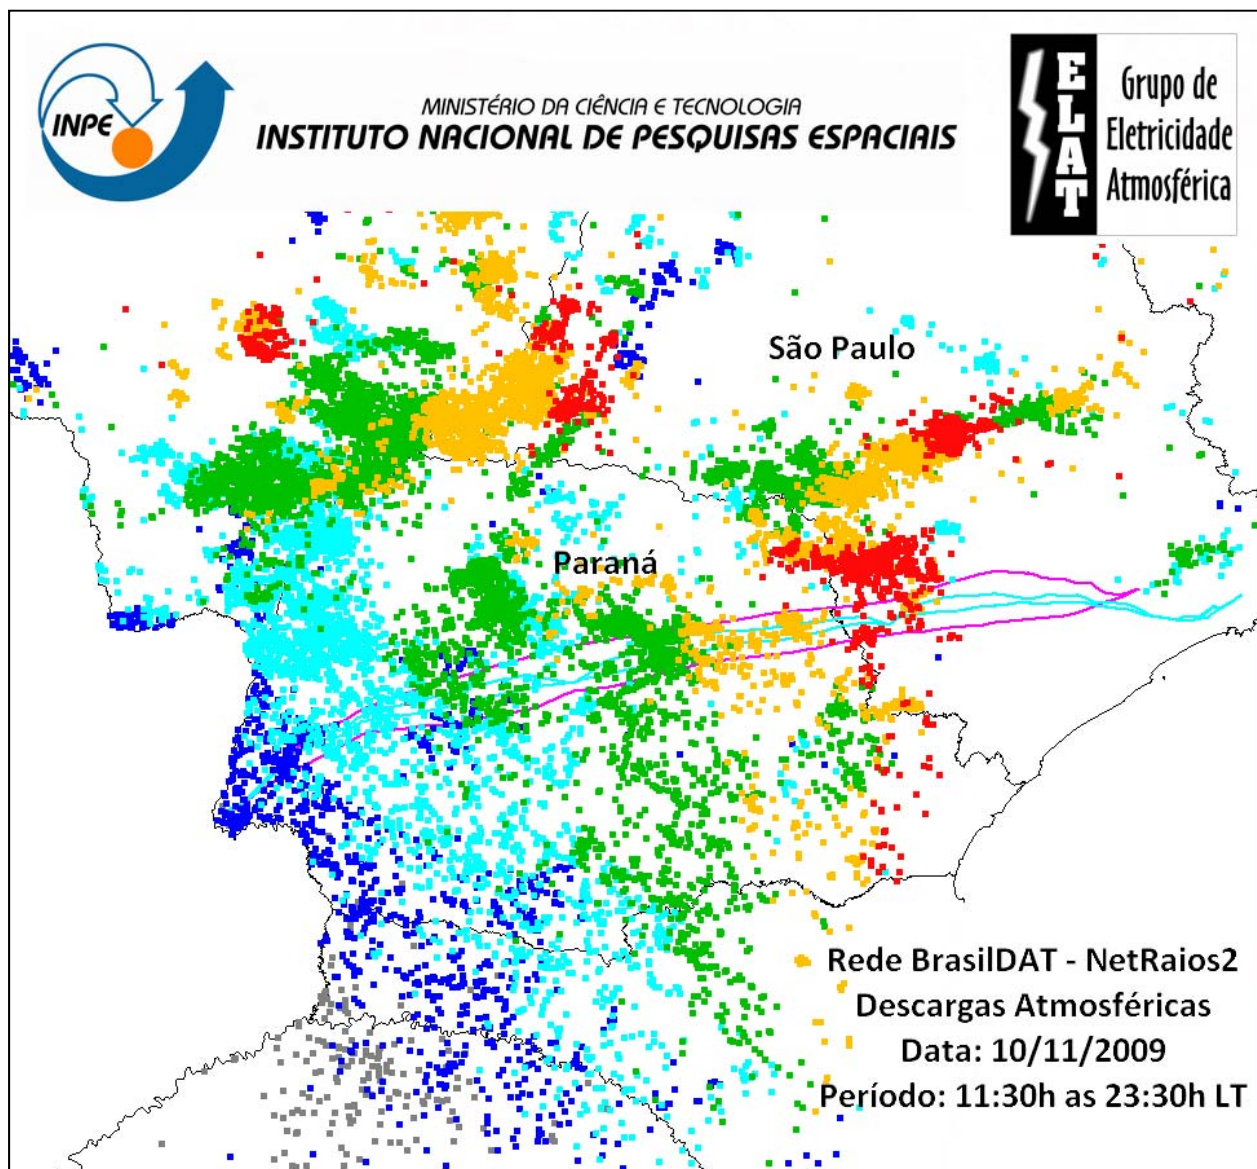 INPE
MINISTÉRIO DA CIÊNCIA E TECNOLOGIA
INSTITUTO NACIONAL DE PESQUISAS ESPACIAIS
ELAT
Grupo de
Eletricidade
Atmosférica
São Paulo
Paraná
Rede BrasilDAT - NetRaios2
Descargas Atmosféricas
Data: 10/11/2009
Período: 11:30h as 23:30h LT